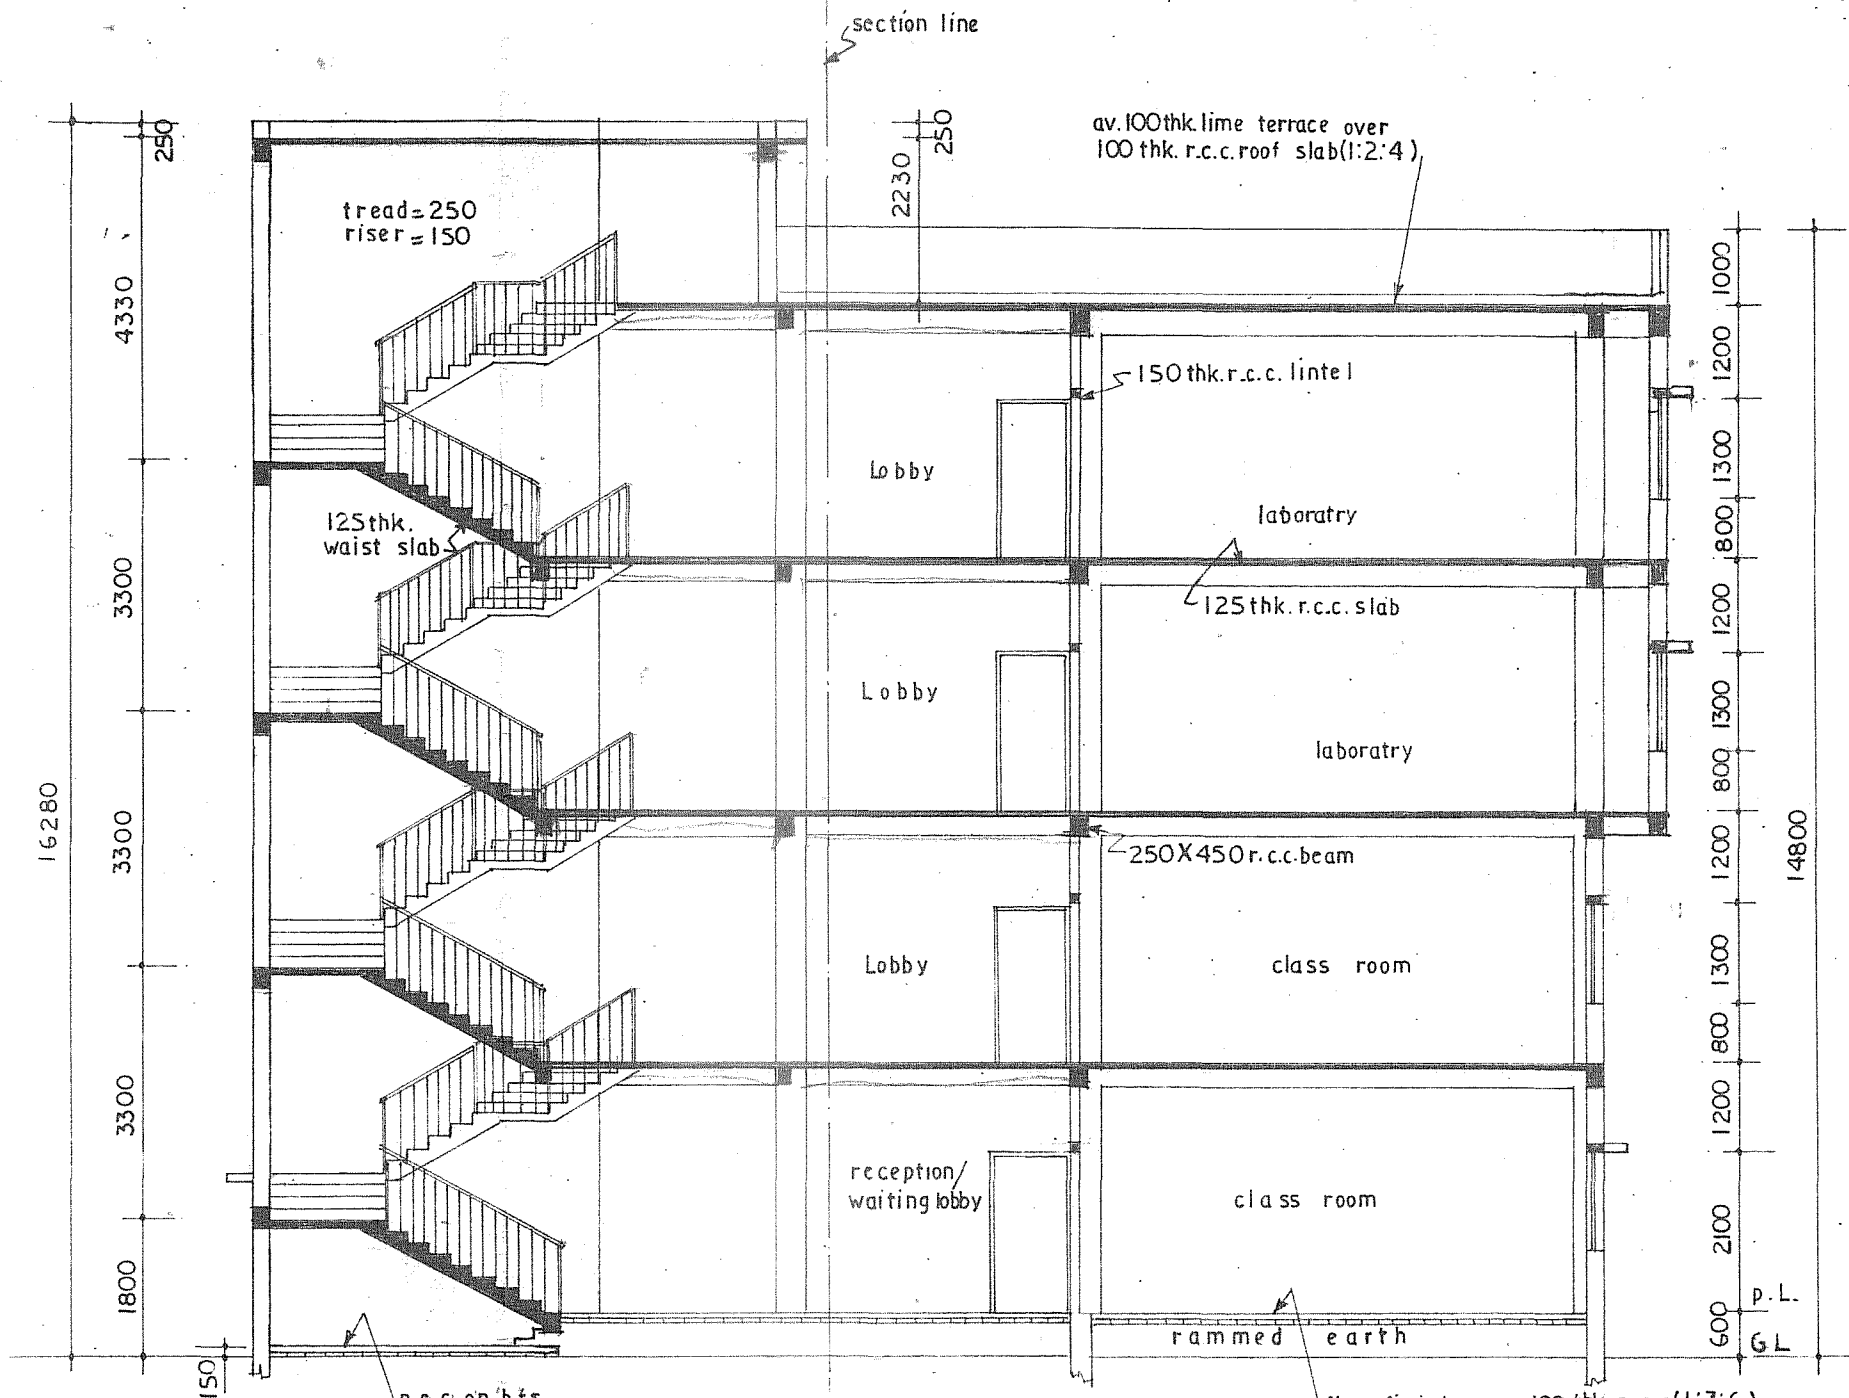 section line
250
250
2230
av.100thk.lime terrace over
100 thk. r.c.c.roof slab(1:2:4)
tread=250
riser=150
4330
1000
1200
150thk.r.c.c. lintel
1300
Lobby
laboratry
800
125thk.
waist slab
3300
125thk.r.c.c.slab
1200
Lobby
1300
laboratry
800
16280
3300
250X450r.c.c.beam
1200
14800
Lobby
class room
1300
800
3300
1200
reception/
waiting lobby
class room
2100
1800
p.L.
rammed earth
600
GL
150